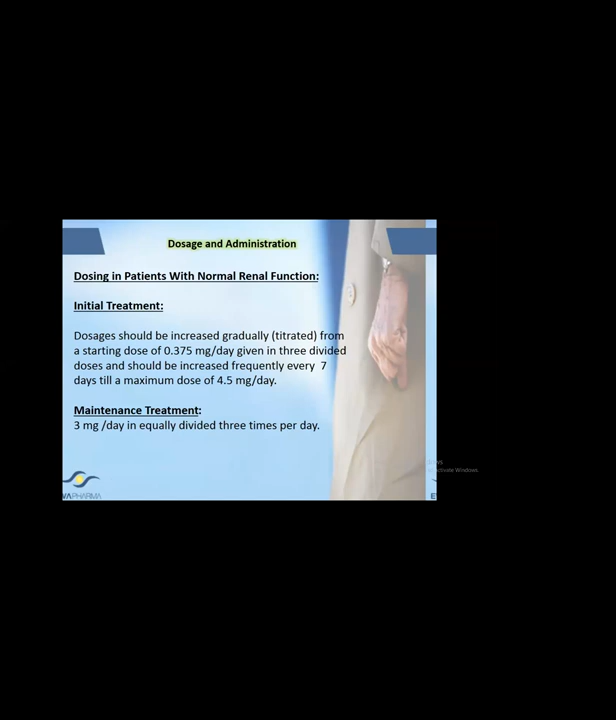 Dosage and Administration
Dosing in Patients With Normal Renal Function:
Initial Treatment:
Dosages should be increased gradually (titrated) from
a starting dose of 0.375 mg/day given in three divided
doses and should be increased frequently every 7
days till a maximum dose of 4.5 mg/day.
Maintenance Treatment:
3 mg /day in equally divided three times per day.
VAPHARMA
E
Activate Windows.